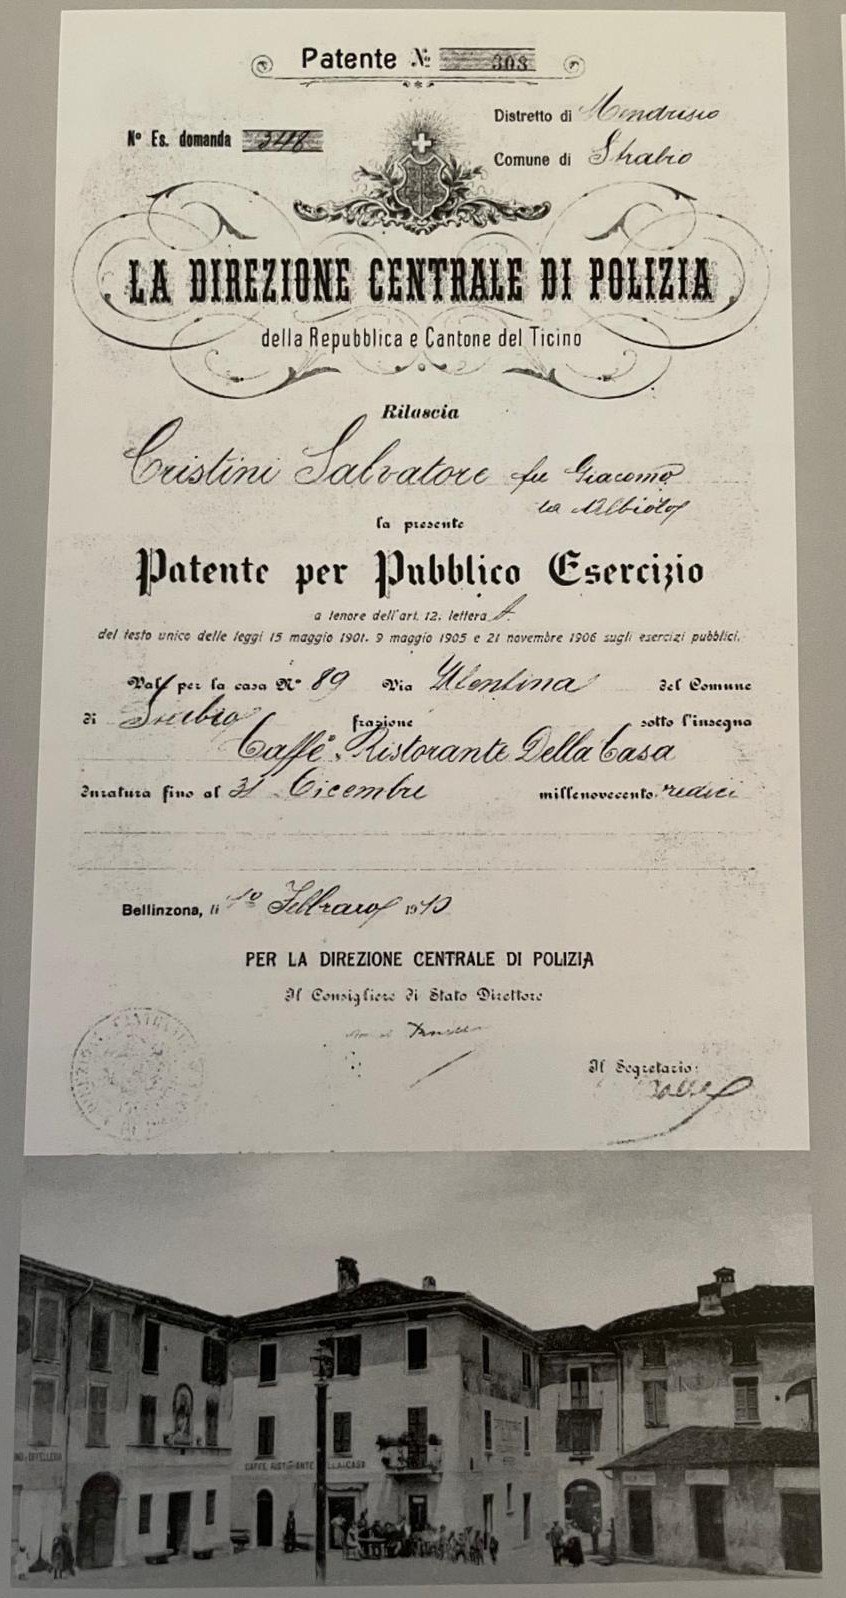 Patente № 303
Nº Es. domanda 348
Distretto di Mendrisio
Comune di Stabio
LA DIREZIONE CENTRALE DI POLIZIA
della Repubblica e Cantone del Ticino
Rilascia
Cristini Salvatore fu Giacomo
la presente
Patente per Pubblico Esercizio
a tenore dell'art. 12. lettera A.
del testo unico delle leggi 15 maggio 1901. 9 maggio 1905 e 21 novembre 1906 sugli esercizi pubblici.
per la casa Nº 89 Via del Comune
di Stabio frazione sotto l'insegna
Caffè Ristorante Della Casa
duratura fino al 31 Dicembre millenovecento
Bellinzona, li Febbraro 1910
PER LA DIREZIONE CENTRALE DI POLIZIA
Il Consigliere di Stato Direttore
Il Segretario:
CAFFE RISTORANTE DELLA CASA